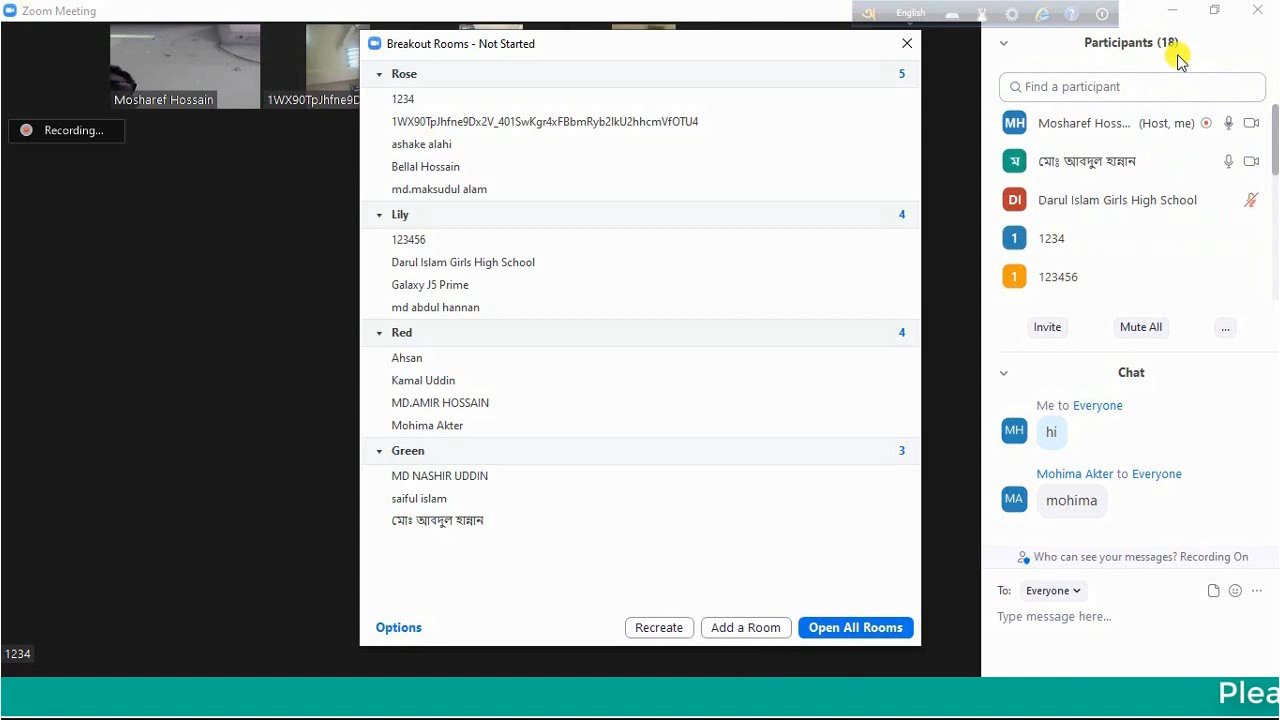 Zoom Meeting
অ English
Mosharef Hossain
1WX90TpJhfne9D
Recording...
Breakout Rooms - Not Started
Rose 5
1234
1WX90TpJhfne9Dx2V_401SwKgr4xFBbmRyb2lkU2hhcmVfOTU4
ashake alahi
Bellal Hossain
md.maksudul alam
Lily 4
123456
Darul Islam Girls High School
Galaxy J5 Prime
md abdul hannan
Red 4
Ahsan
Kamal Uddin
MD.AMIR HOSSAIN
Mohima Akter
Green 3
MD NASHIR UDDIN
saiful islam
মোঃ আবদুল হান্নান
Options Recreate Add a Room Open All Rooms
1234
Participants (18)
Find a participant
MH Mosharef Hoss... (Host, me)
ম মোঃ আবদুল হান্নান
DI Darul Islam Girls High School
1 1234
1 123456
Invite Mute All ...
Chat
Me to Everyone
MH hi
Mohima Akter to Everyone
MA mohima
Who can see your messages? Recording On
To: Everyone
Type message here...
Plea